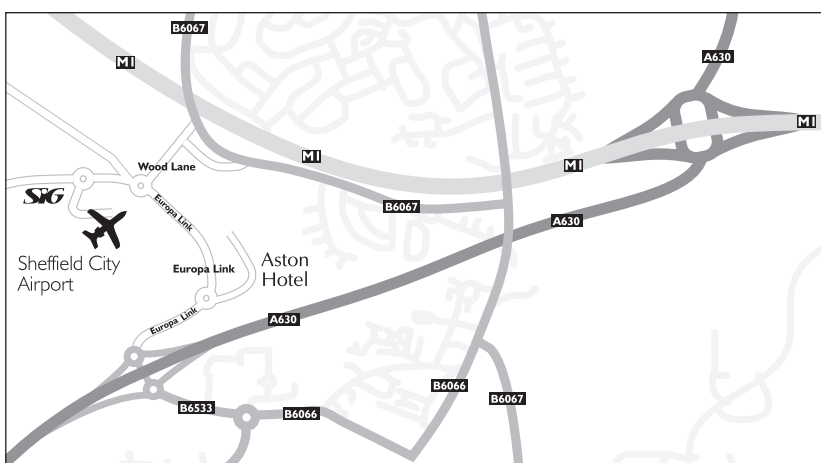 B6067
A630
M1
M1
M1
M1
Wood Lane
SIG
Europa Link
B6067
A630
Sheffield City
Airport
Europa Link
Aston
Hotel
Europa Link
A630
B6066
B6067
B6533
B6066